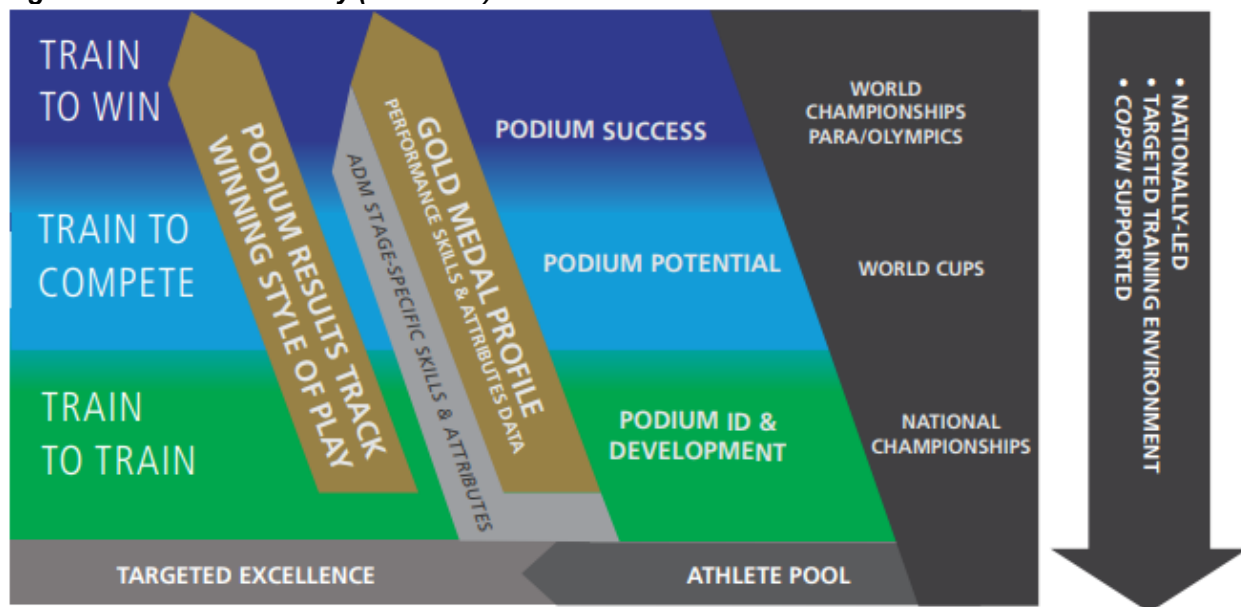 TRAIN
TO WIN
TRAIN TO
COMPETE
TRAIN
TO TRAIN
PODIUM RESULTS TRACK
WINNING STYLE OF PLAY
ADM STAGE-SPECIFIC SKILLS & ATTRIBUTES
GOLD MEDAL PROFILE
PERFORMANCE SKILLS & ATTRIBUTES DATA
PODIUM SUCCESS
PODIUM POTENTIAL
PODIUM ID &
DEVELOPMENT
WORLD
CHAMPIONSHIPS
PARA/OLYMPICS
WORLD CUPS
NATIONAL
CHAMPIONSHIPS
• NATIONALLY-LED
• TARGETED TRAINING ENVIRONMENT
• COPSIN SUPPORTED
TARGETED EXCELLENCE
ATHLETE POOL